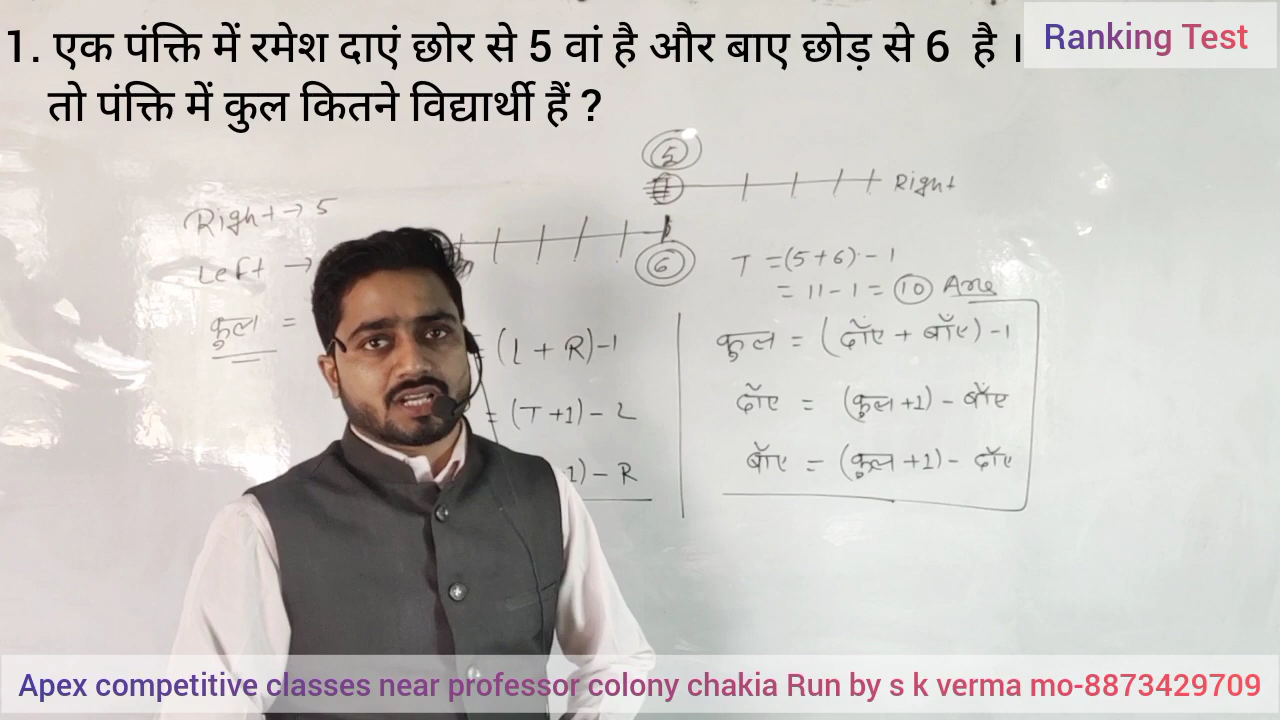 1. एक पंक्ति में रमेश दाएं छोर से 5 वां है और बाए छोड़ से 6 है ।
तो पंक्ति में कुल कितने विद्यार्थी हैं ?
Ranking Test
5
Right
Right → 5
Left →
कुल =
6
T = (5+6) - 1
= 11 - 1 = 10 Ans
= (L + R) - 1
= (T + 1) - L
1) - R
कुल = (दाँए + बाँए) - 1
दाँए = (कुल + 1) - बाँए
बाँए = (कुल + 1) - दाँए
Apex competitive classes near professor colony chakia Run by s k verma mo-8873429709